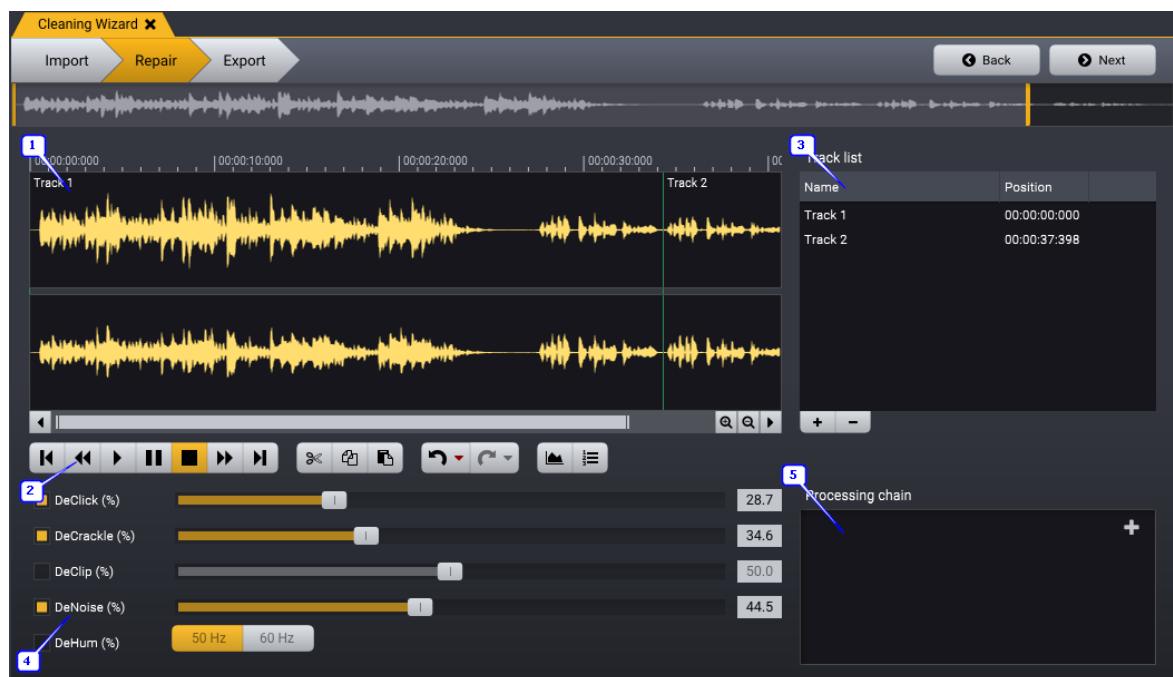 Cleaning Wizard
Import Repair Export Back Next
1
00:00:00:000 00:00:10:000 00:00:20:000 00:00:30:000 00
Track 1 Track 2
3
Track list
Name Position
Track 1 00:00:00:000
Track 2 00:00:37:398
2
DeClick (%) 28.7
DeCrackle (%) 34.6
DeClip (%) 50.0
DeNoise (%) 44.5
DeHum (%) 50 Hz 60 Hz
4
5
Processing chain